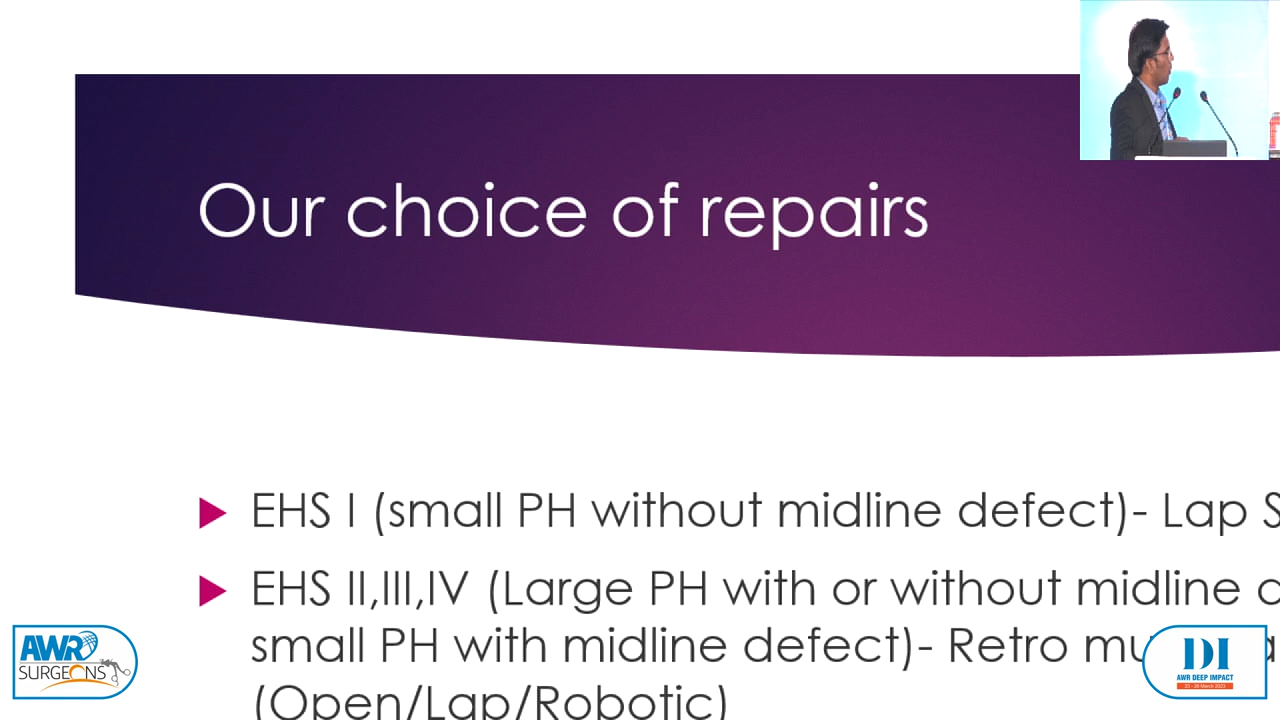 Our choice of repairs
EHS I (small PH without midline defect)- Lap S
EHS II,III,IV (Large PH with or without midline
small PH with midline defect)- Retro mu
(Open/Lap/Robotic)
AWR
SURGEONS
DI
AWR DEEP IMPACT